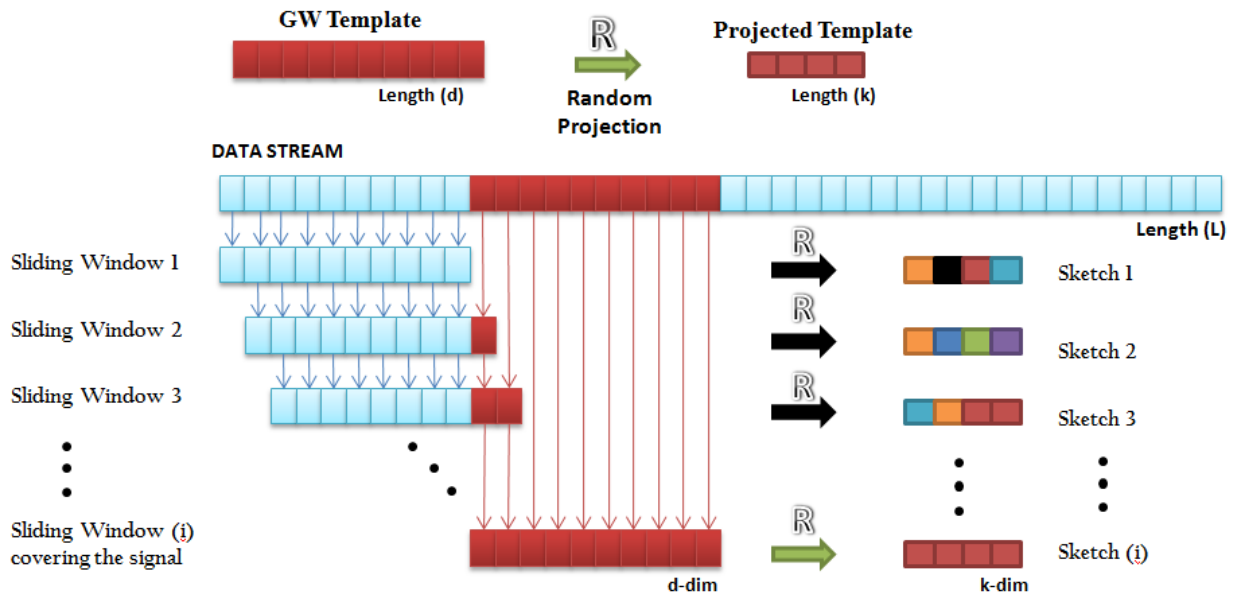 GW Template
R
Projected Template
Length (d)
Random
Projection
Length (k)
DATA STREAM
Length (L)
Sliding Window 1
R
Sketch 1
Sliding Window 2
R
Sketch 2
Sliding Window 3
R
Sketch 3
Sliding Window (i)
covering the signal
R
Sketch (i)
d-dim
k-dim